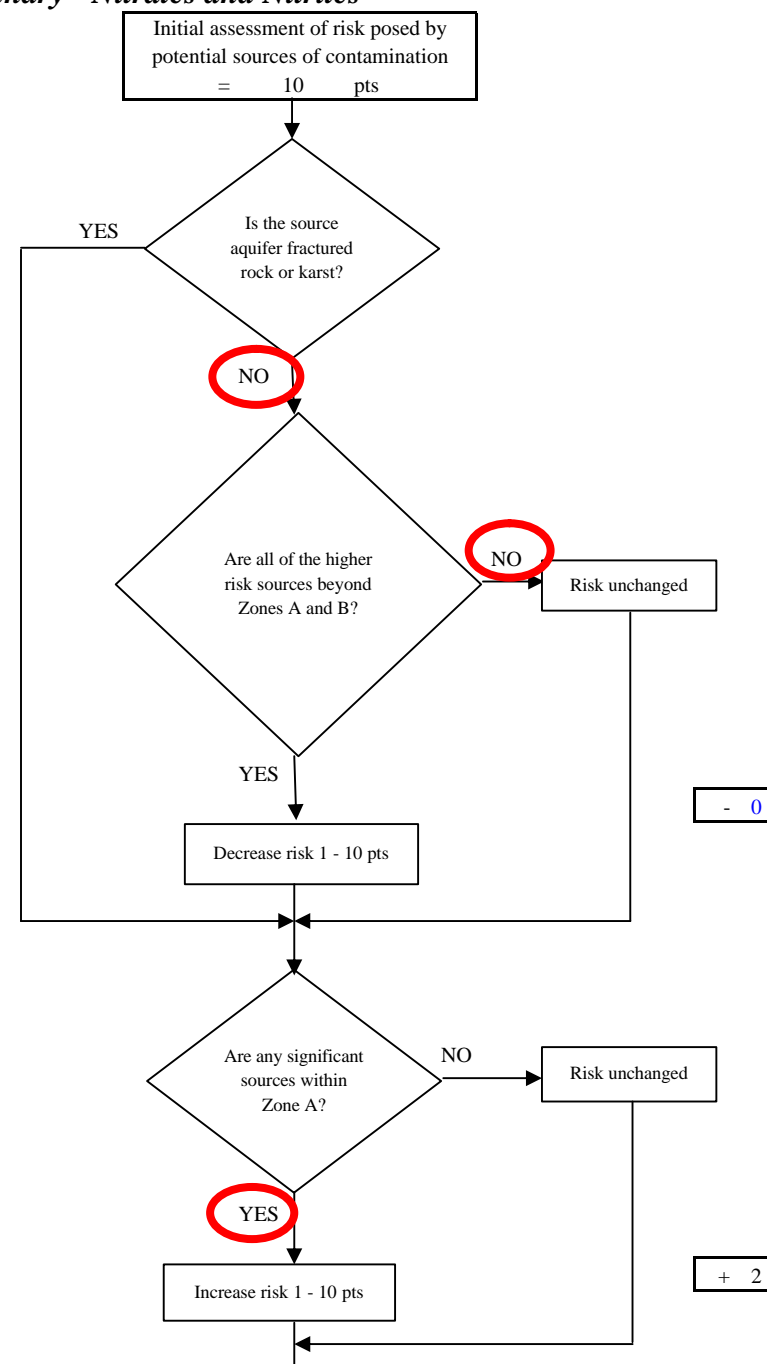 Nitrates and Nitrites
Initial assessment of risk posed by
potential sources of contamination
= 10 pts
Is the source
aquifer fractured
rock or karst?
YES
NO
Are all of the higher
risk sources beyond
Zones A and B?
NO
Risk unchanged
YES
- 0
Decrease risk 1 - 10 pts
Are any significant
sources within
Zone A?
NO
Risk unchanged
YES
+ 2
Increase risk 1 - 10 pts